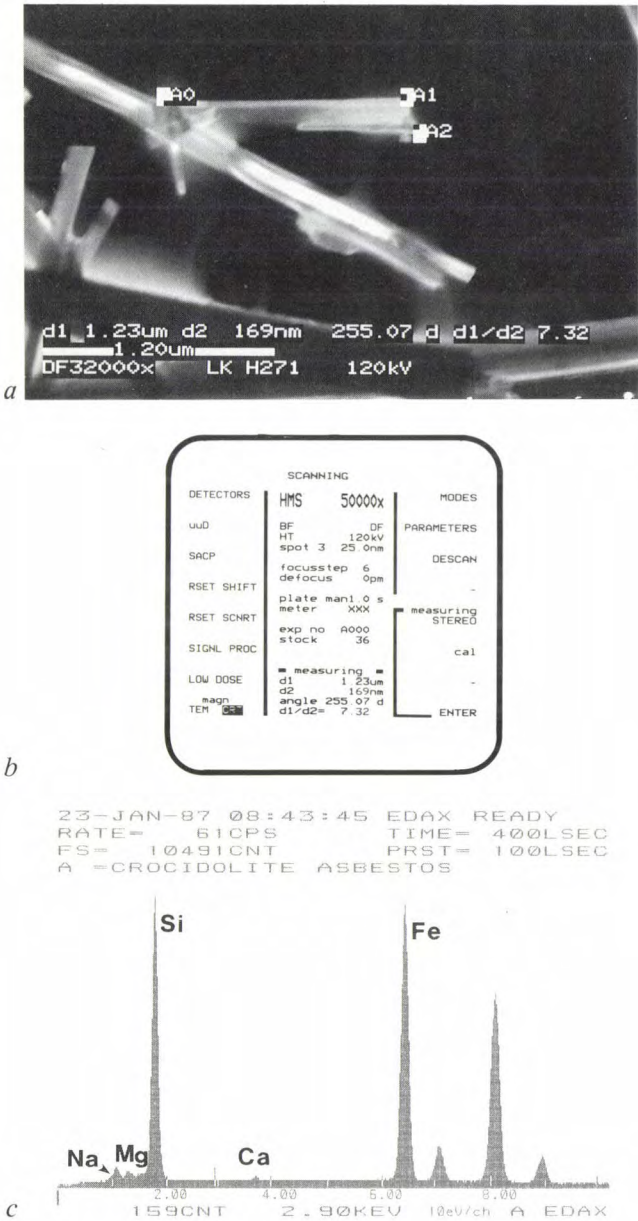 A0 A1
A2
d1 1.23um d2 169nm 255.07 d d1/d2 7.32
1.20um
DF32000x LK H271 120kV
a
SCANNING
DETECTORS HMS 50000x MODES
uuD BF DF PARAMETERS
HT 120kV
SACP spot 3 25.0nm DESCAN
focusstep 6
RSET SHIFT defocus 0pm -
plate man1.0 s
RSET SCNRT meter XXX measuring
STEREO
exp no A000
SIGNL PROC stock 36 cal
LOW DOSE = measuring = -
d1 1.23um
magn d2 169nm
TEM CRT angle 255.07 d ENTER
d1/d2= 7.32
b
23-JAN-87 08:43:45 EDAX READY
RATE= 61CPS TIME= 400LSEC
FS= 10491CNT PRST= 100LSEC
A =CROCIDOLITE ASBESTOS
Si Fe
Na Mg Ca
2.00 4.00 6.00 8.00
159CNT 2.90KEV 10eV/ch A EDAX
c